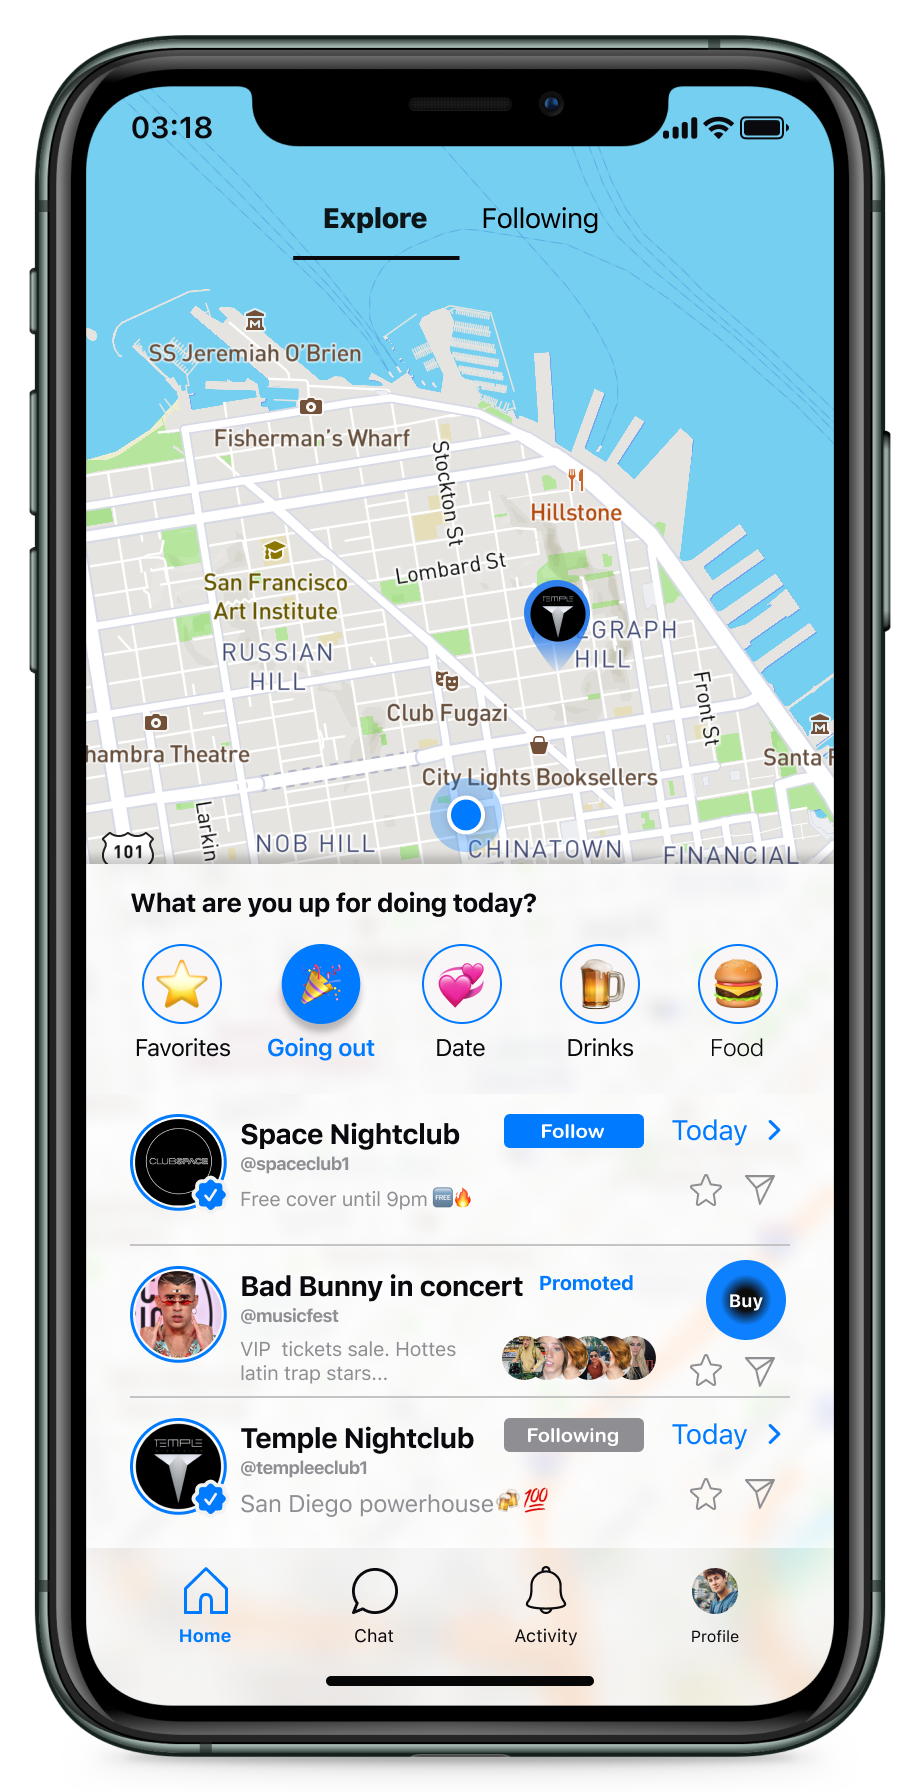 03:18
Explore
Following
SS Jeremiah O'Brien
Fisherman's Wharf
Stockton St
Hillstone
Lombard St
San Francisco
Art Institute
TEMPLE
EGRAPH
HILL
RUSSIAN
HILL
Front St
Club Fugazi
hambra Theatre
Santa F
City Lights Booksellers
Larkin
101
NOB HILL
CHINATOWN
FINANCIAL
What are you up for doing today?
Favorites
Going out
Date
Drinks
Food
CLUBSPACE
Space Nightclub
Follow
Today
@spaceclub1
Free cover until 9pm 🆓🔥
Bad Bunny in concert
Promoted
Buy
@musicfest
VIP tickets sale. Hottes
latin trap stars...
TEMPLE
Temple Nightclub
Following
Today
@templeeclub1
San Diego powerhouse🍻💯
Home
Chat
Activity
Profile